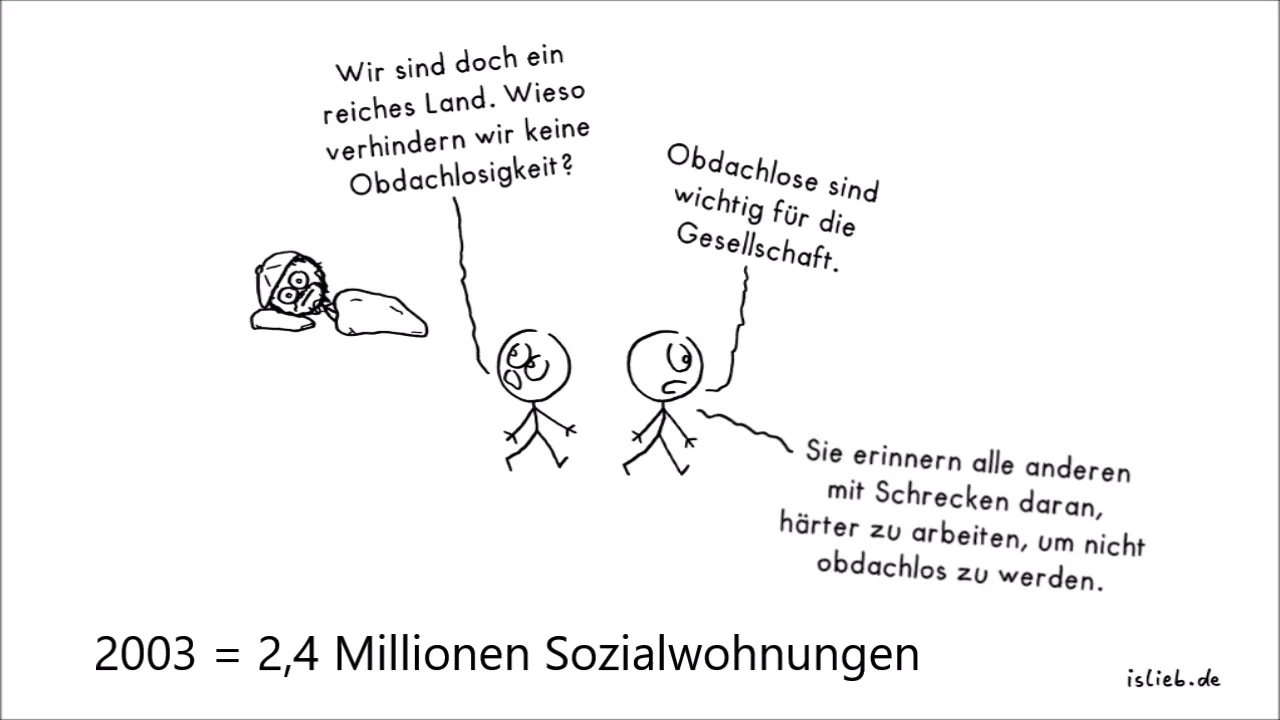 Wir sind doch ein
reiches Land. Wieso
verhindern wir keine
Obdachlosigkeit?
Obdachlose sind
wichtig für die
Gesellschaft.
Sie erinnern alle anderen
mit Schrecken daran,
härter zu arbeiten, um nicht
obdachlos zu werden.
2003 = 2,4 Millionen Sozialwohnungen
islieb.de